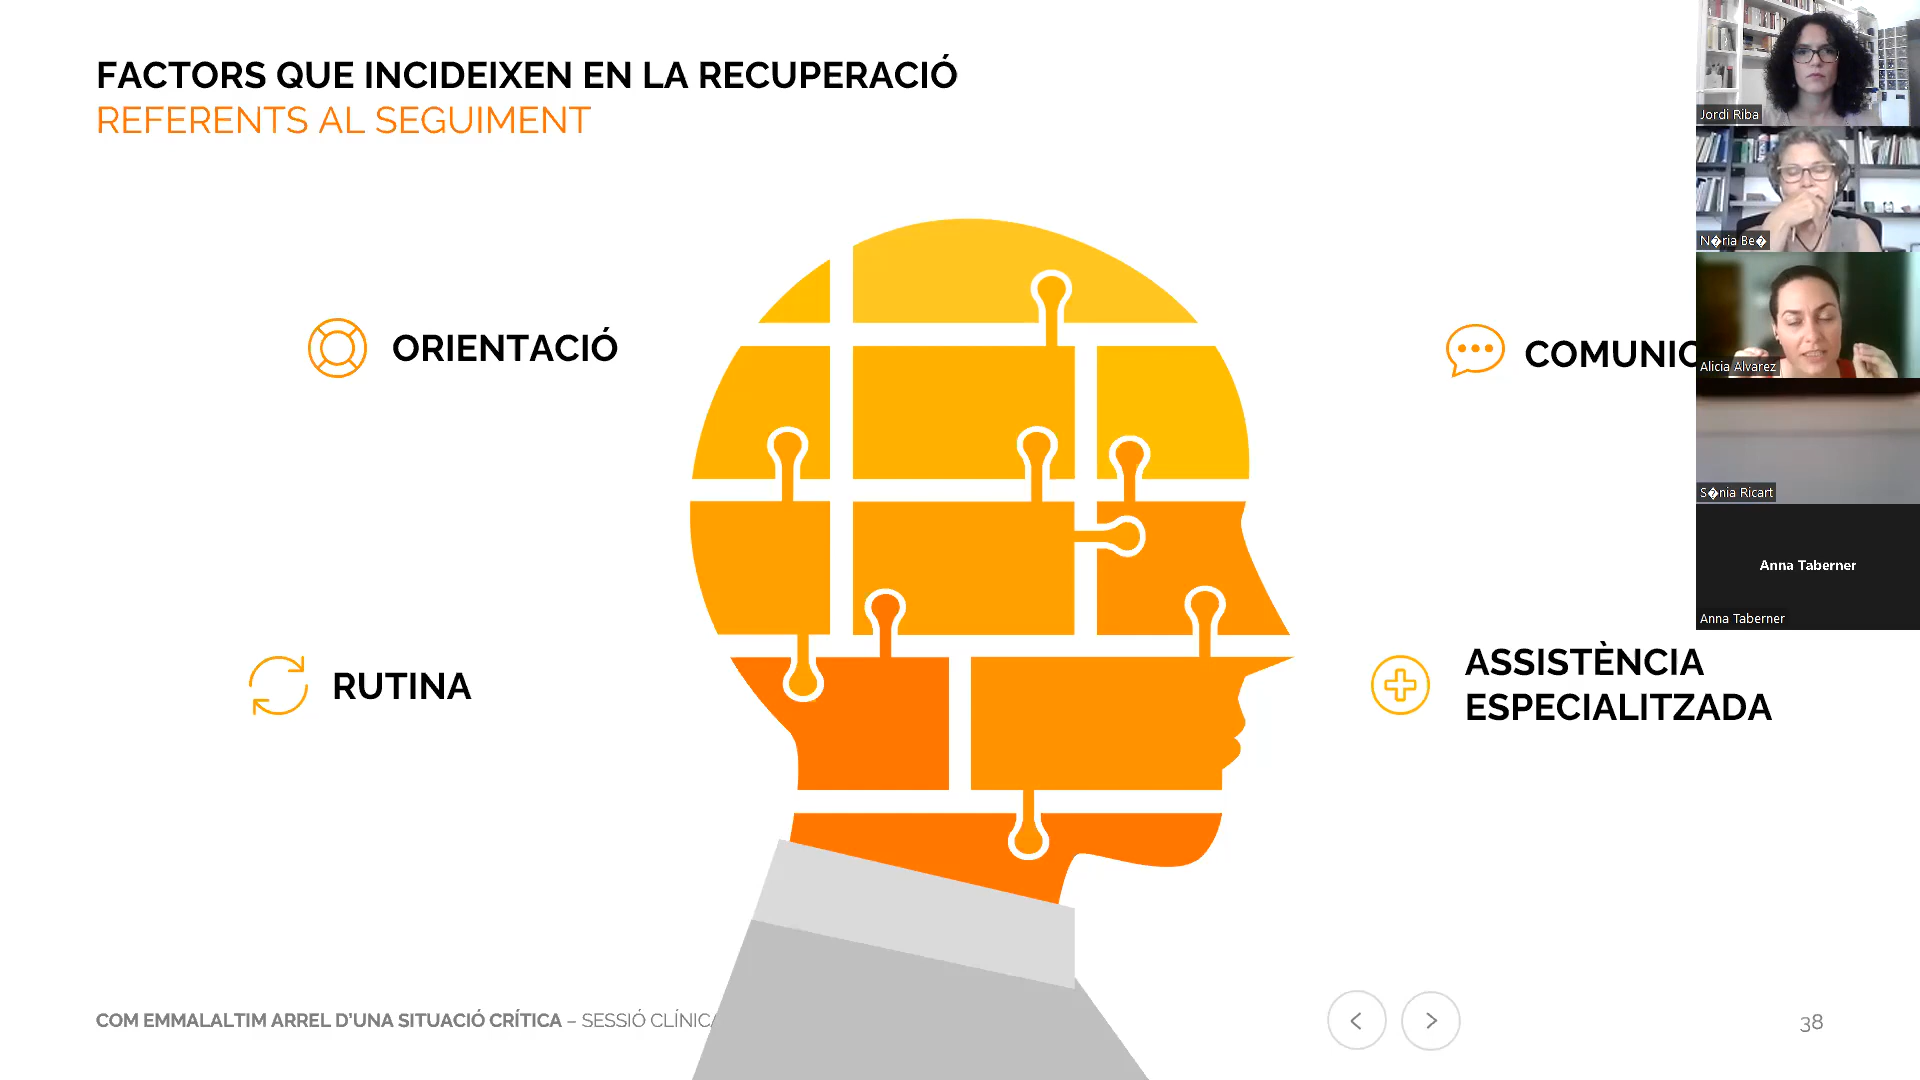 FACTORS QUE INCIDEIXEN EN LA RECUPERACIÓ
REFERENTS AL SEGUIMENT
ORIENTACIÓ
COMUNIC
RUTINA
ASSISTÈNCIA
ESPECIALITZADA
COM EMMALALTIM ARREL D'UNA SITUACIÓ CRÍTICA – SESSIÓ CLÍNICA
38
Jordi Riba
N�ria Be�
Alicia Alvarez
S�nia Ricart
Anna Taberner
Anna Taberner